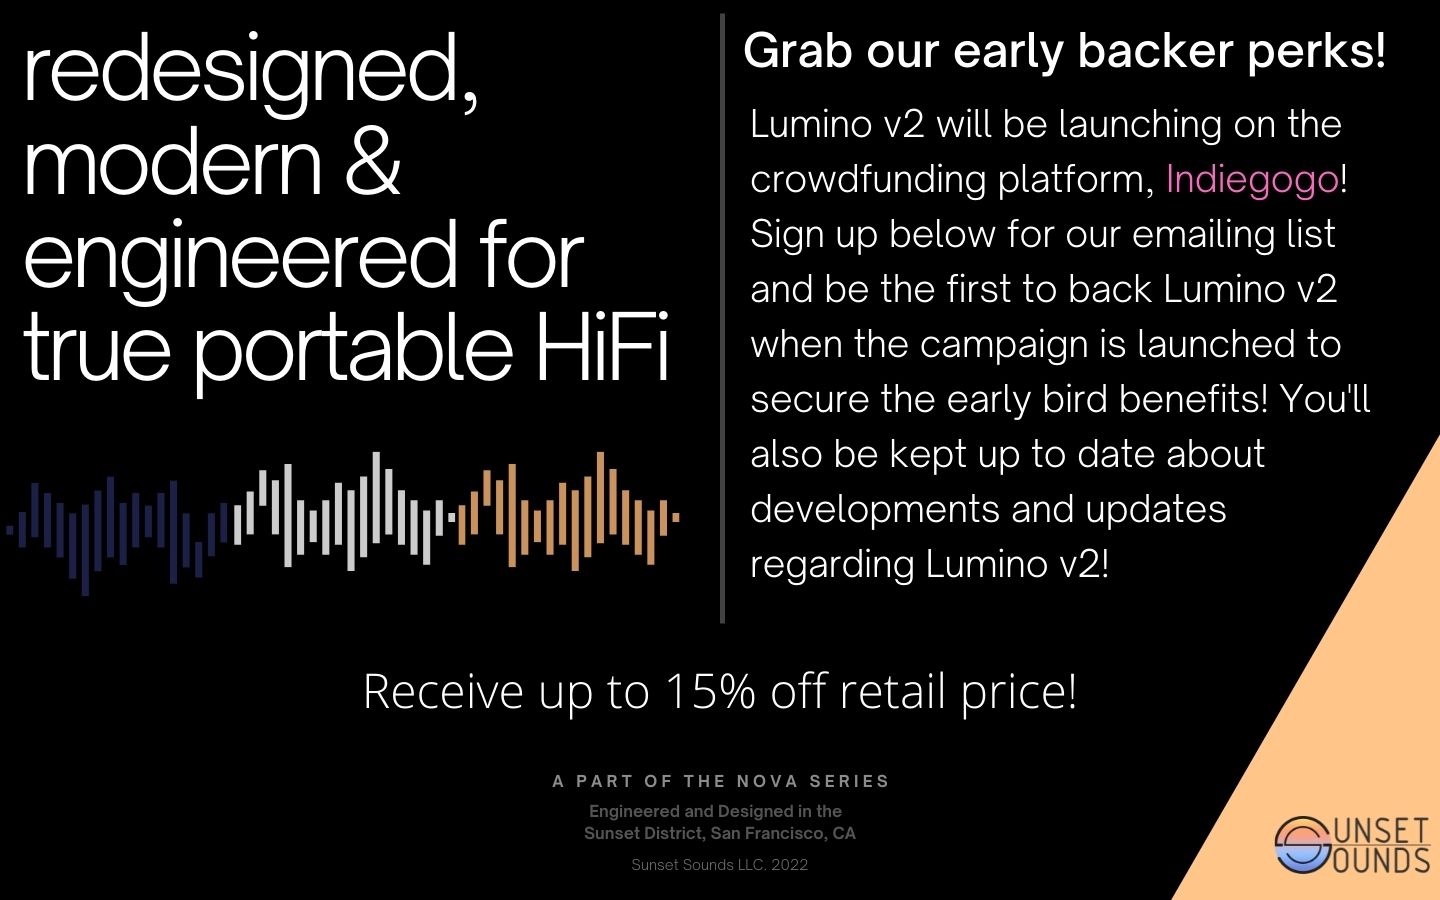 redesigned,
modern &
engineered for
true portable HiFi
Grab our early backer perks!
Lumino v2 will be launching on the
crowdfunding platform, Indiegogo!
Sign up below for our emailing list
and be the first to back Lumino v2
when the campaign is launched to
secure the early bird benefits! You'll
also be kept up to date about
developments and updates
regarding Lumino v2!
Receive up to 15% off retail price!
A PART OF THE NOVA SERIES
Engineered and Designed in the
Sunset District, San Francisco, CA
Sunset Sounds LLC. 2022
SUNSET
SOUNDS